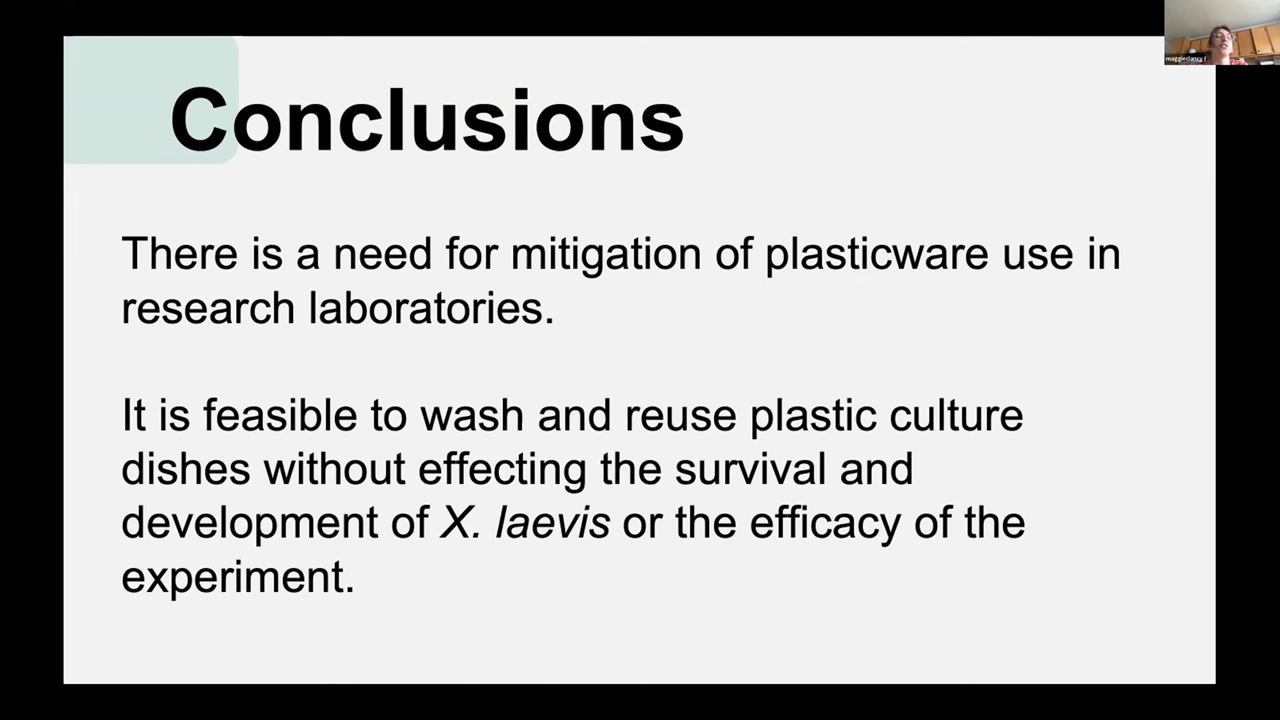 maggiedancy1
Conclusions
There is a need for mitigation of plasticware use in
research laboratories.
It is feasible to wash and reuse plastic culture
dishes without effecting the survival and
development of X. laevis or the efficacy of the
experiment.